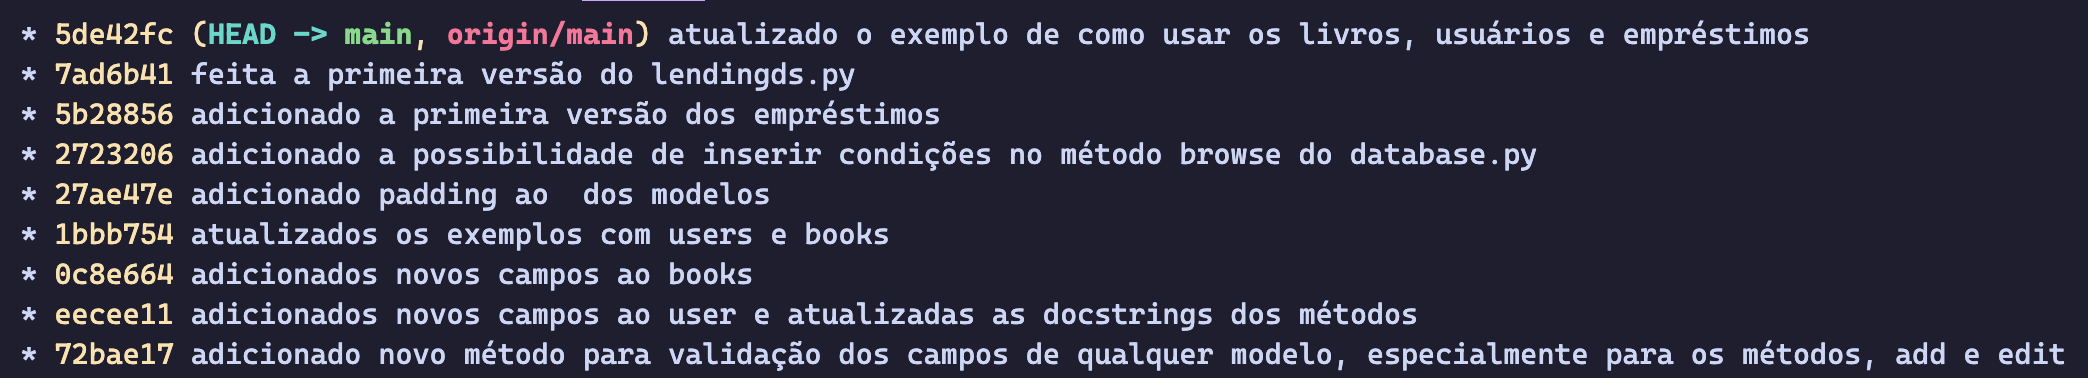 * 5de42fc (HEAD -> main, origin/main) atualizado o exemplo de como usar os livros, usuários e empréstimos
* 7ad6b41 feita a primeira versão do lendingds.py
* 5b28856 adicionado a primeira versão dos empréstimos
* 2723206 adicionado a possibilidade de inserir condições no método browse do database.py
* 27ae47e adicionado padding ao  dos modelos
* 1bbb754 atualizados os exemplos com users e books
* 0c8e664 adicionados novos campos ao books
* eecee11 adicionados novos campos ao user e atualizadas as docstrings dos métodos
* 72bae17 adicionado novo método para validação dos campos de qualquer modelo, especialmente para os métodos, add e edit